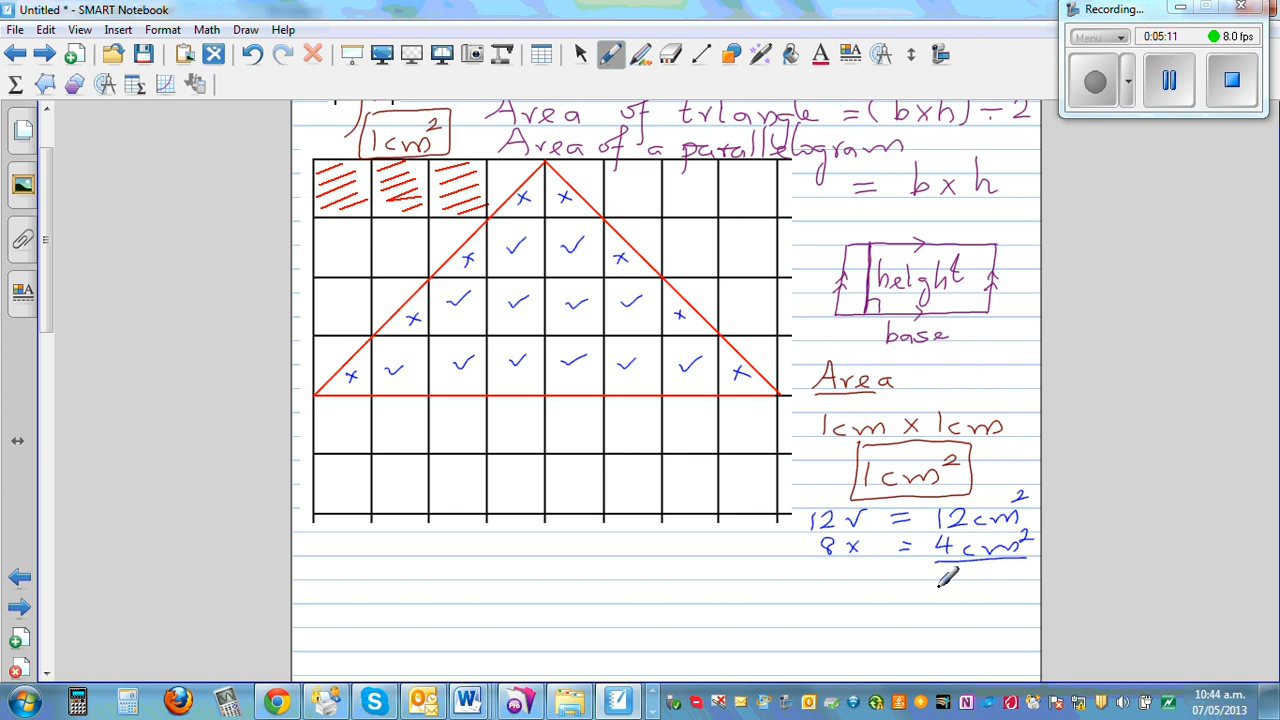 Untitled * - SMART Notebook
File Edit View Insert Format Math Draw Help
Recording...
Menu 0:05:11 8.0 fps
1cm²
Area of triangle = (b x h) ÷ 2
Area of a parallelogram
= b x h
height
h
base
Area
1cm x 1cm
1cm²
12 ✓ = 12cm²
8 x = 4cm²
10:44 a.m.
07/05/2013